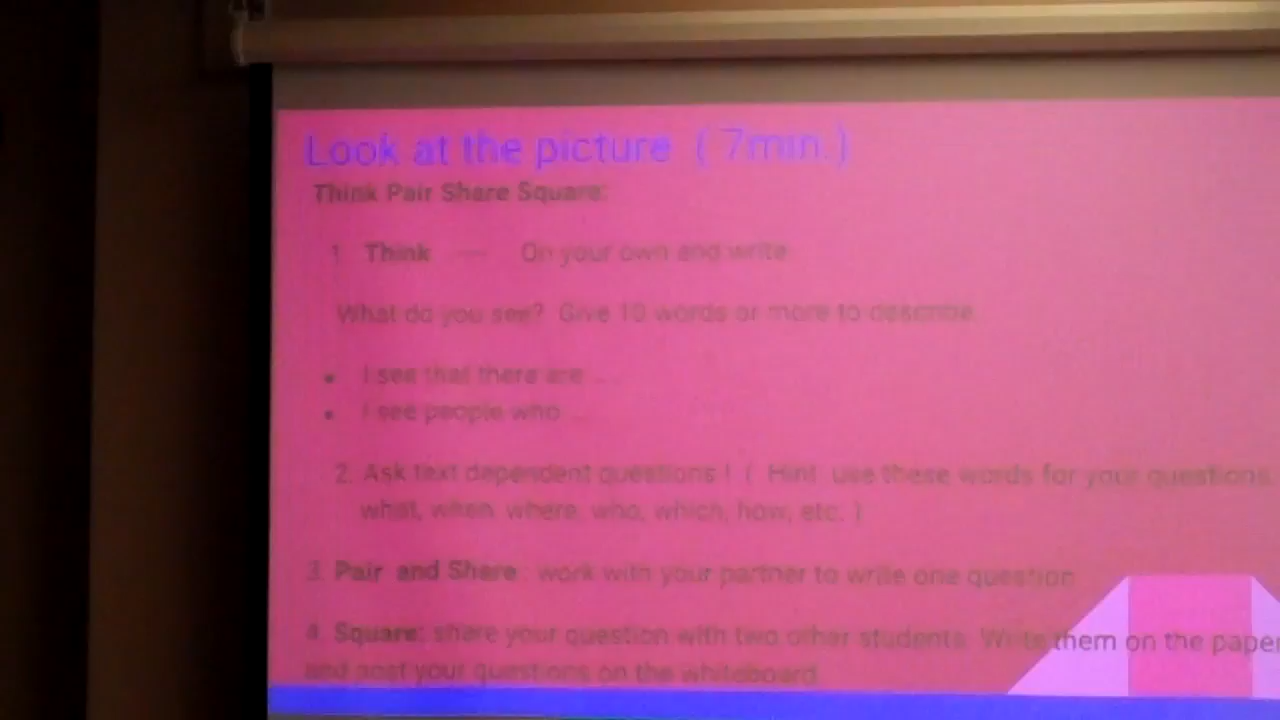 Look at the picture ( 7min.)
Think Pair Share Square:
1. Think — On your own and write
What do you see? Give 10 words or more to describe.
• I see that there are ...
• I see people who ...
2. Ask text dependent questions ! ( Hint use these words for your questions.
what, when, where, who, which, how, etc. )
3. Pair and Share : work with your partner to write one question
4. Square: share your question with two other students. Write them on the paper
and post your questions on the whiteboard.